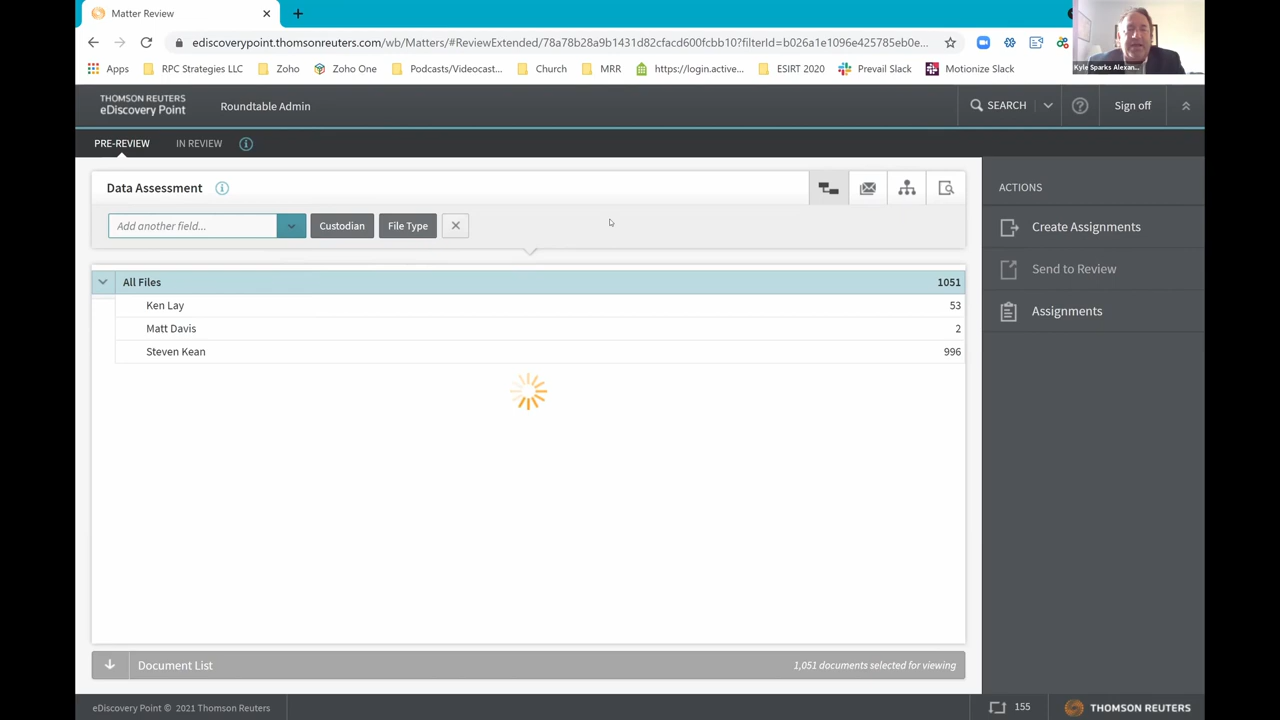 Matter Review
ediscoverypoint.thomsonreuters.com/wb/Matters/#ReviewExtended/78a78b28a9b1431d82cfacd600fcbb10?filterId=b026a1e1096e425785eb0e...
Apps RPC Strategies LLC Zoho Zoho One Podcasts/Videocast... Church MRR https://login.active... ESIRT 2020 Prevail Slack Motionize Slack
Kyle Sparks Alexan...
THOMSON REUTERS
eDiscovery Point
Roundtable Admin
SEARCH
Sign off
PRE-REVIEW IN REVIEW
Data Assessment
Add another field...
Custodian
File Type
All Files 1051
Ken Lay 53
Matt Davis 2
Steven Kean 996
Document List 1,051 documents selected for viewing
ACTIONS
Create Assignments
Send to Review
Assignments
eDiscovery Point © 2021 Thomson Reuters
155
THOMSON REUTERS